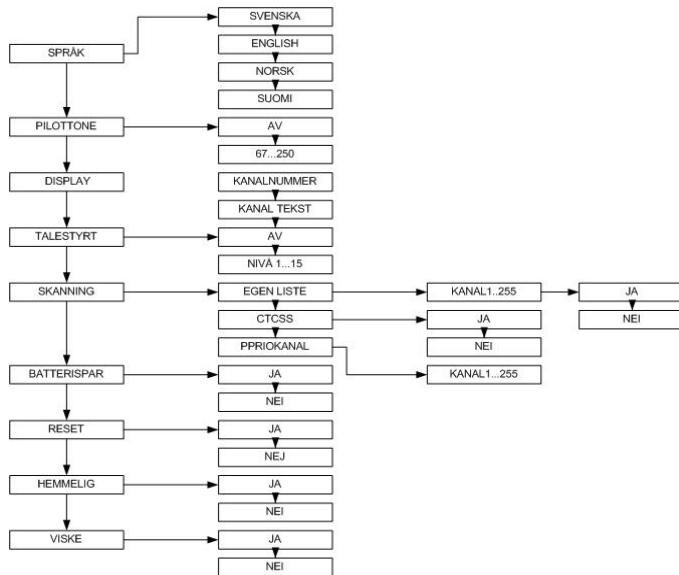 SPRÅK
SVENSKA
ENGLISH
NORSK
SUOMI
PILOTTONE
AV
67...250
DISPLAY
KANALNUMMER
KANAL TEKST
TALESTYRT
AV
NIVÅ 1...15
SKANNING
EGEN LISTE
KANAL1..255
JA
NEI
CTCSS
JA
NEI
PPRIOKANAL
KANAL1...255
BATTERISPAR
JA
NEI
RESET
JA
NEJ
HEMMELIG
JA
NEI
VISKE
JA
NEI